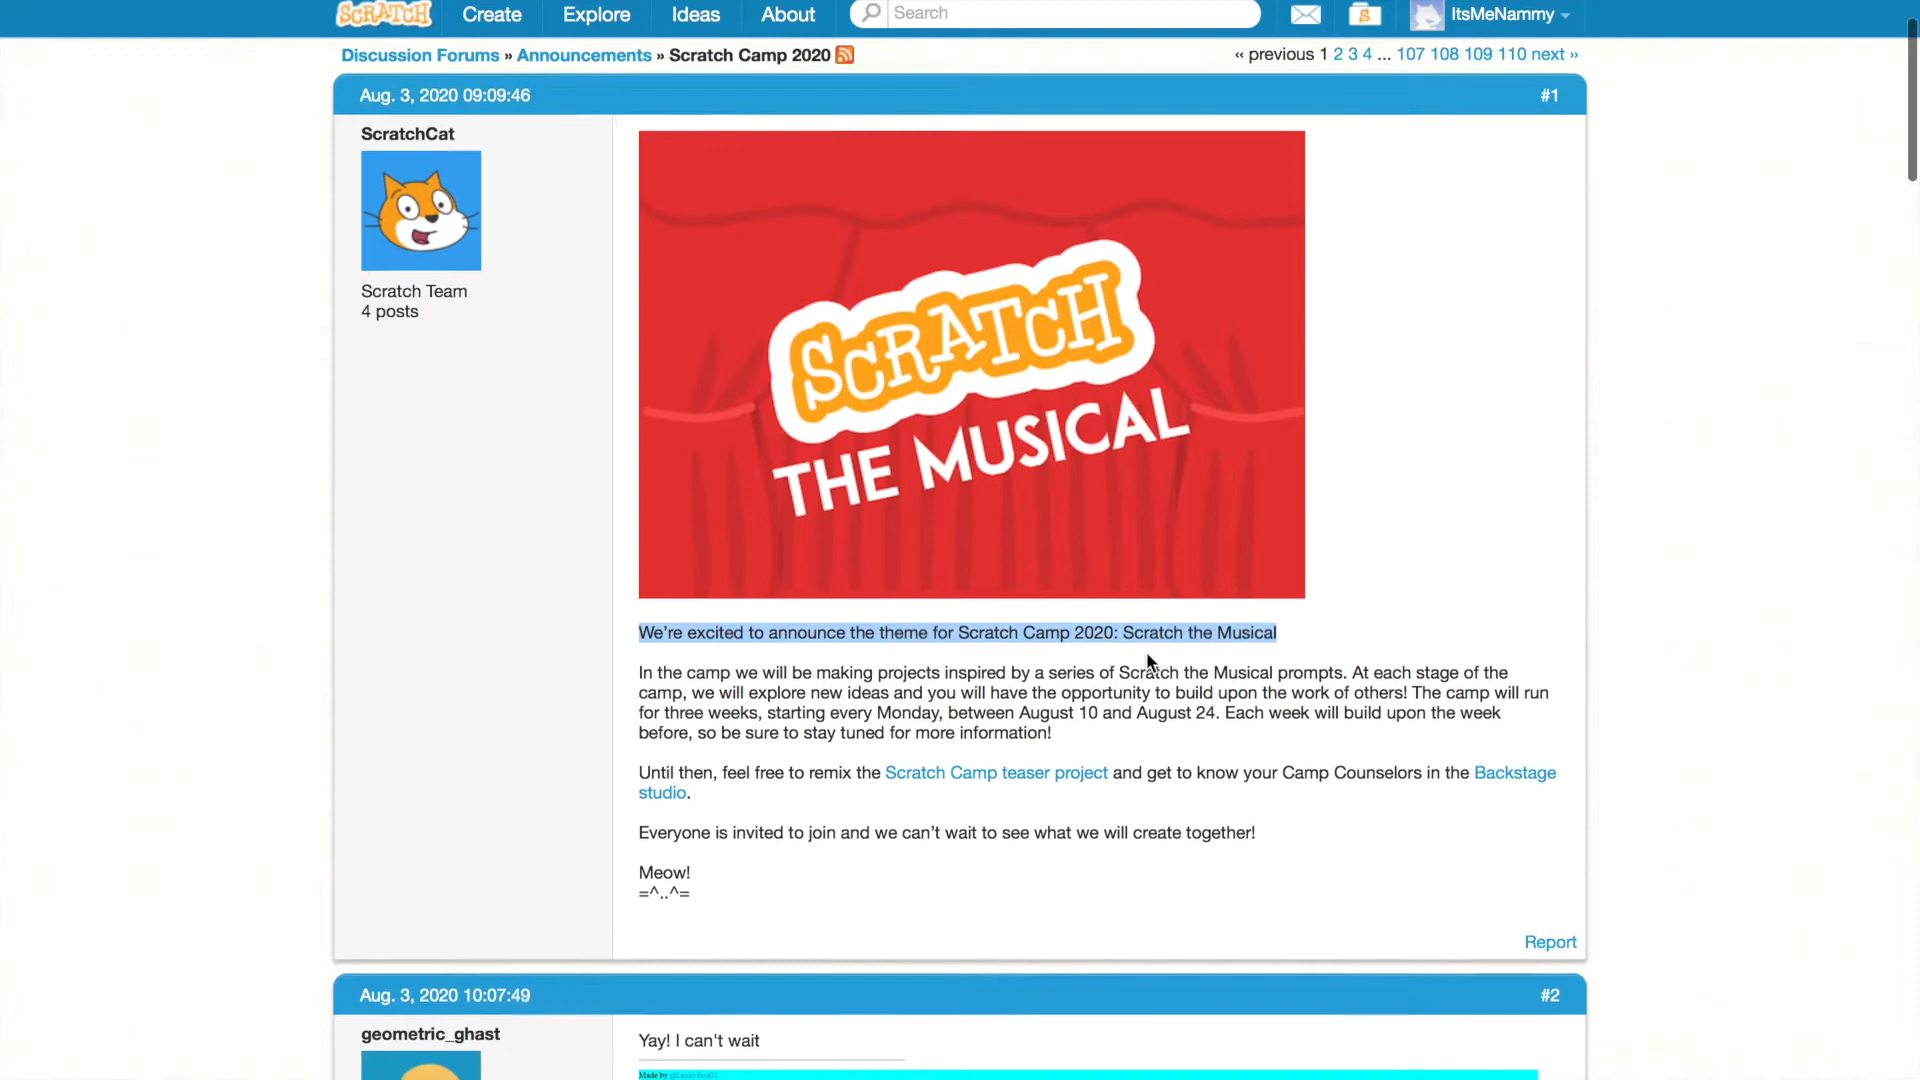 SCRATCH Create Explore Ideas About Search ItsMeNammy
Discussion Forums » Announcements » Scratch Camp 2020 « previous 1 2 3 4 ... 107 108 109 110 next »
Aug. 3, 2020 09:09:46 #1
ScratchCat
Scratch Team
4 posts
SCRATCH
THE MUSICAL
We're excited to announce the theme for Scratch Camp 2020: Scratch the Musical
In the camp we will be making projects inspired by a series of Scratch the Musical prompts. At each stage of the
camp, we will explore new ideas and you will have the opportunity to build upon the work of others! The camp will run
for three weeks, starting every Monday, between August 10 and August 24. Each week will build upon the week
before, so be sure to stay tuned for more information!
Until then, feel free to remix the Scratch Camp teaser project and get to know your Camp Counselors in the Backstage
studio.
Everyone is invited to join and we can't wait to see what we will create together!
Meow!
=^..^=
Report
Aug. 3, 2020 10:07:49 #2
geometric_ghast
Yay! I can't wait
Made by